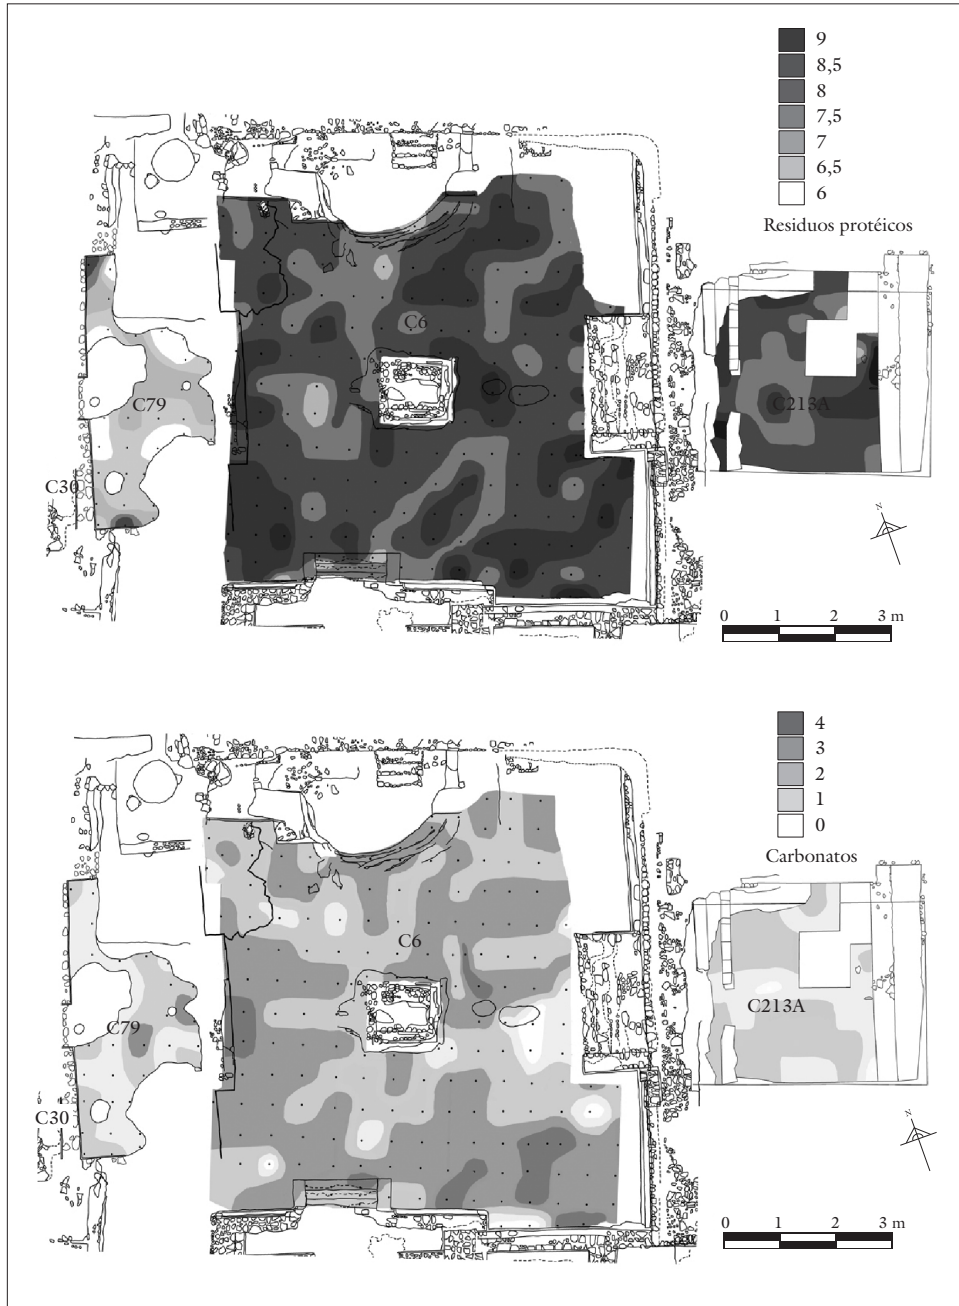 9
8,5
8
7,5
7
6,5
6
Residuos protéicos
C6
C79
C213A
C30
N
0 1 2 3 m
4
3
2
1
0
Carbonatos
C6
C213A
C79
C30
N
0 1 2 3 m